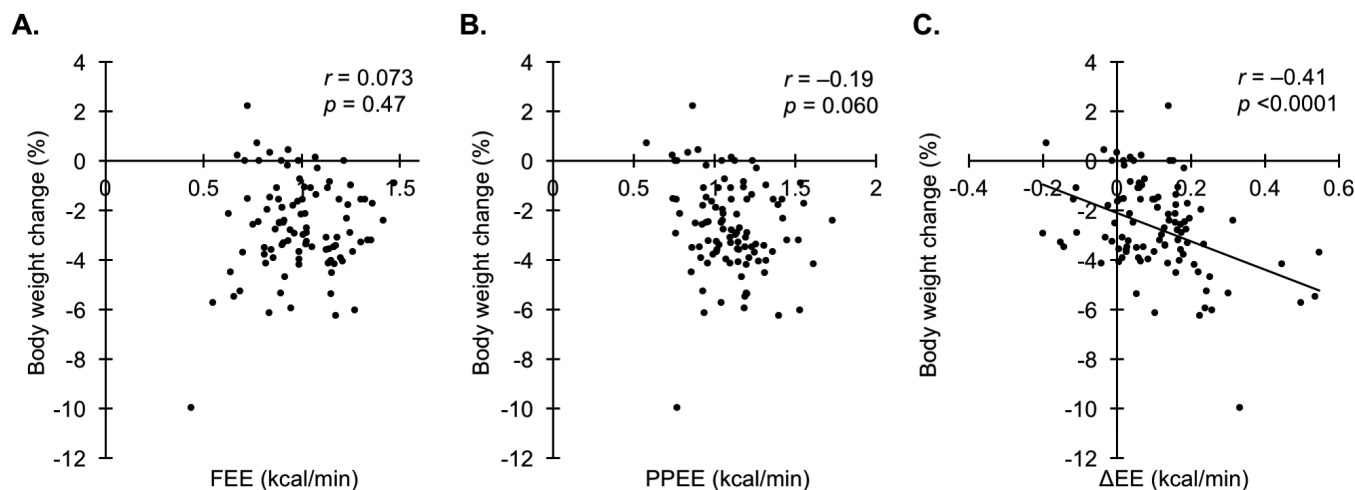 A.
r = 0.073
p = 0.47
Body weight change (%)
4
2
0
-2
-4
-6
-8
-10
-12
0
0.5
1
1.5
FEE (kcal/min)
B.
r = –0.19
p = 0.060
Body weight change (%)
4
2
0
-2
-4
-6
-8
-10
-12
0
0.5
1
1.5
2
PPEE (kcal/min)
C.
r = –0.41
p <0.0001
Body weight change (%)
4
2
0
-2
-4
-6
-8
-10
-12
-0.4
-0.2
0
0.2
0.4
0.6
ΔEE (kcal/min)